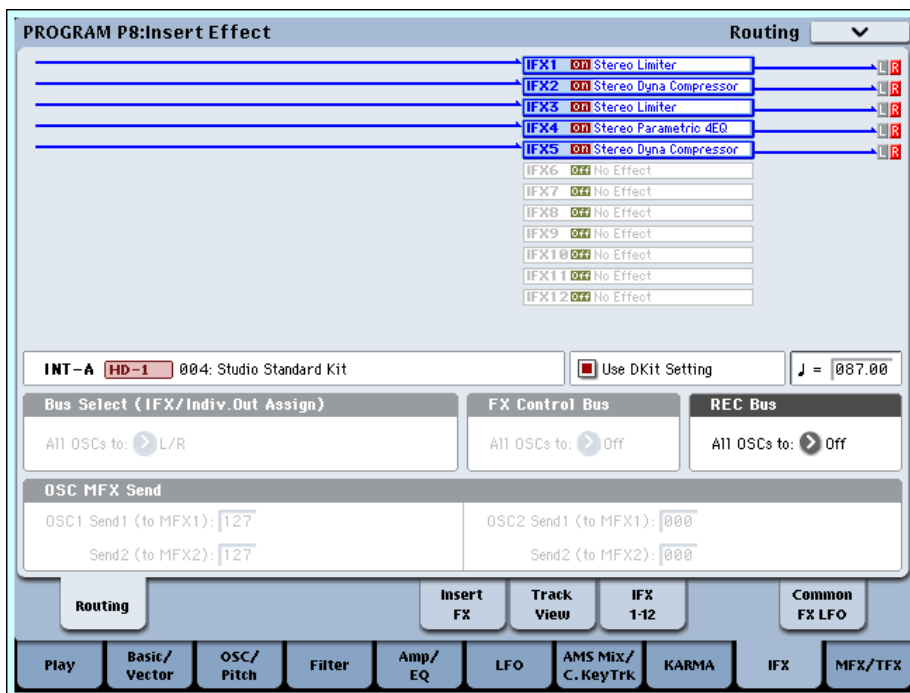 PROGRAM P8:Insert Effect Routing
IFX1 On Stereo Limiter L R
IFX2 On Stereo Dyna Compressor L R
IFX3 On Stereo Limiter L R
IFX4 On Stereo Parametric 4EQ L R
IFX5 On Stereo Dyna Compressor L R
IFX6 Off No Effect
IFX7 Off No Effect
IFX8 Off No Effect
IFX9 Off No Effect
IFX10 Off No Effect
IFX11 Off No Effect
IFX12 Off No Effect
INT-A HD-1 004: Studio Standard Kit Use DKit Setting ♩ = 087.00
Bus Select (IFX/Indiv.Out Assign) FX Control Bus REC Bus
All OSCs to: L/R All OSCs to: Off All OSCs to: Off
OSC MFX Send
OSC1 Send1 (to MFX1): 127 OSC2 Send1 (to MFX1): 000
Send2 (to MFX2): 127 Send2 (to MFX2): 000
Routing
Insert
FX
Track
View
IFX
1-12
Common
FX LFO
Play
Basic/
Vector
OSC/
Pitch
Filter
Amp/
EQ
LFO
AMS Mix/
C.KeyTrk
KARMA
IFX
MFX/TFX